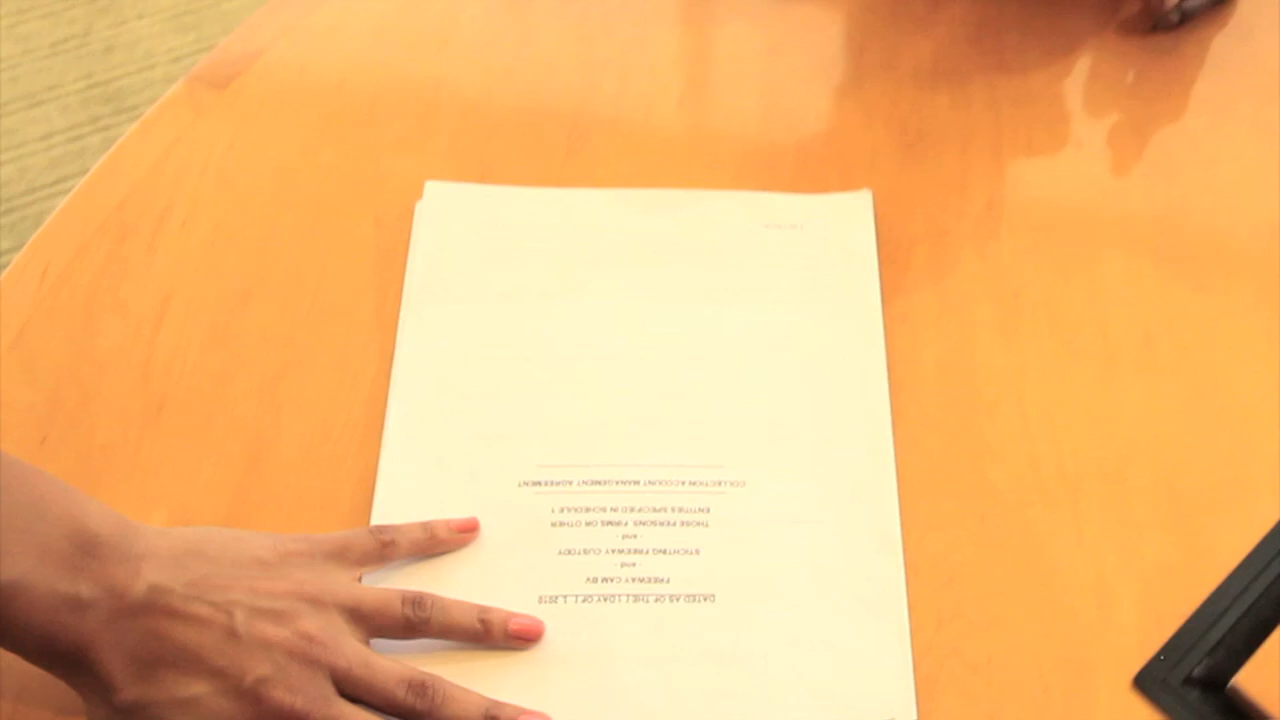 DATED AS OF THE [ ] DAY OF [ ], 2010
FREEWAY CAM BV
- and -
STICHTING FREEWAY CUSTODY
- and -
THOSE PERSONS, FIRMS OR OTHER
ENTITIES SPECIFIED IN SCHEDULE 1
COLLECTION ACCOUNT MANAGEMENT AGREEMENT